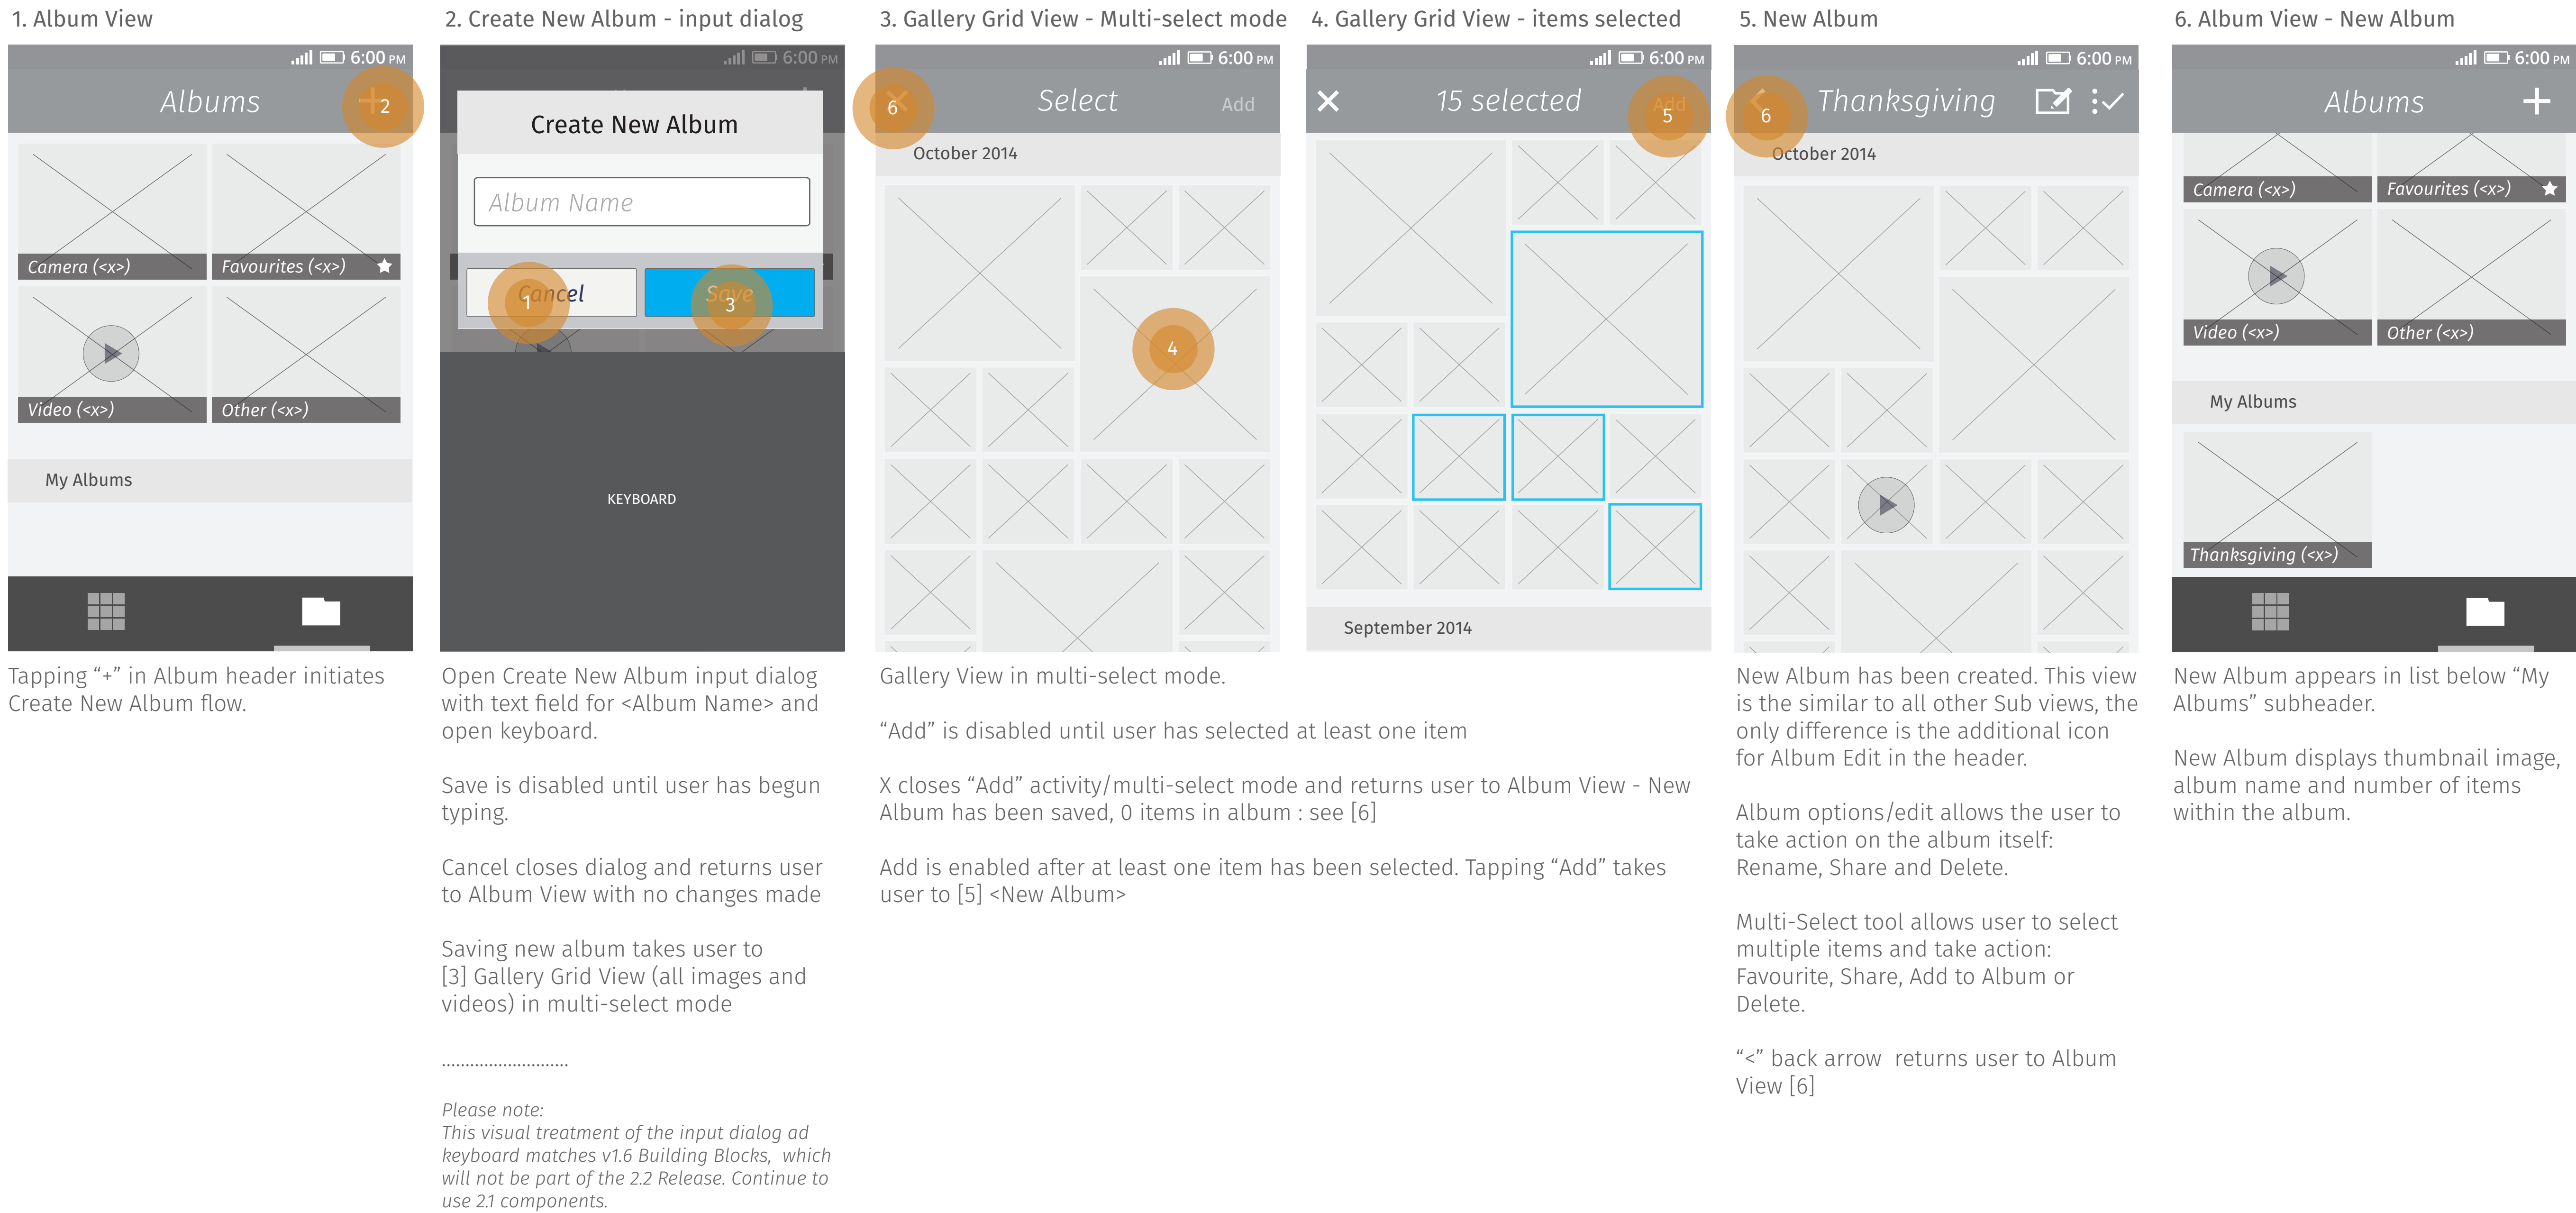 1. Album View
6:00 PM
Albums
2
Camera (<x>)
Favourites (<x>)
Video (<x>)
Other (<x>)
My Albums
Tapping “+” in Album header initiates
Create New Album flow.
2. Create New Album - input dialog
6:00 PM
Create New Album
Album Name
Cancel
1
Save
3
KEYBOARD
Open Create New Album input dialog
with text field for <Album Name> and
open keyboard.
Save is disabled until user has begun
typing.
Cancel closes dialog and returns user
to Album View with no changes made
Saving new album takes user to
[3] Gallery Grid View (all images and
videos) in multi-select mode
...........................
Please note:
This visual treatment of the input dialog ad
keyboard matches v1.6 Building Blocks,  which
will not be part of the 2.2 Release. Continue to
use 2.1 components.
3. Gallery Grid View - Multi-select mode
6:00 PM
6
Select
Add
October 2014
4
4. Gallery Grid View - items selected
6:00 PM
15 selected
Add
5
September 2014
Gallery View in multi-select mode.
“Add” is disabled until user has selected at least one item
X closes “Add” activity/multi-select mode and returns user to Album View - New
Album has been saved, 0 items in album : see [6]
Add is enabled after at least one item has been selected. Tapping “Add” takes
user to [5] <New Album>
5. New Album
6:00 PM
6
Thanksgiving
October 2014
New Album has been created. This view
is the similar to all other Sub views, the
only difference is the additional icon
for Album Edit in the header.
Album options/edit allows the user to
take action on the album itself:
Rename, Share and Delete.
Multi-Select tool allows user to select
multiple items and take action:
Favourite, Share, Add to Album or
Delete.
“<” back arrow  returns user to Album
View [6]
6. Album View - New Album
6:00 PM
Albums
Camera (<x>)
Favourites (<x>)
Video (<x>)
Other (<x>)
My Albums
Thanksgiving (<x>)
New Album appears in list below “My
Albums” subheader.
New Album displays thumbnail image,
album name and number of items
within the album.